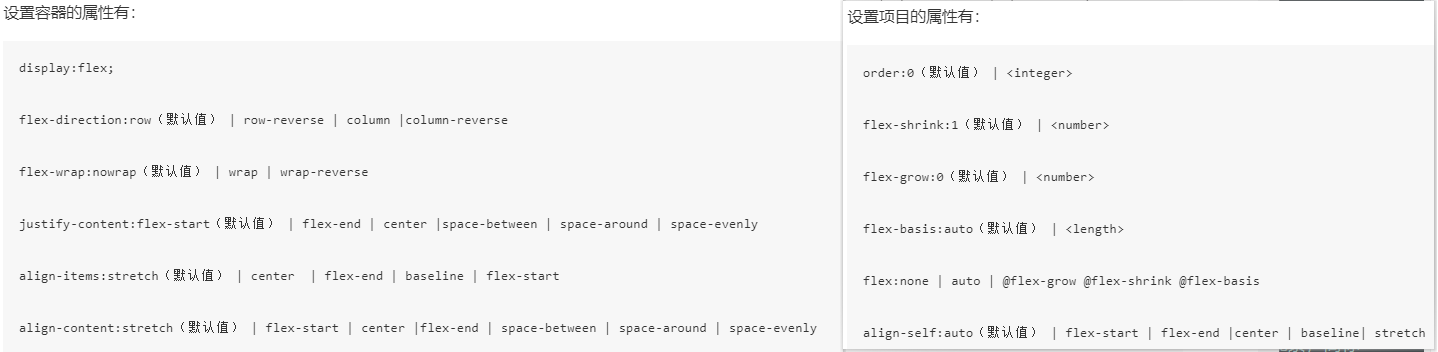 设置容器的属性有：
display:flex;
flex-direction:row（默认值） | row-reverse | column |column-reverse
flex-wrap:nowrap（默认值） | wrap | wrap-reverse
justify-content:flex-start（默认值） | flex-end | center |space-between | space-around | space-evenly
align-items:stretch（默认值） | center  | flex-end | baseline | flex-start
align-content:stretch（默认值） | flex-start | center |flex-end | space-between | space-around | space-evenly
设置项目的属性有：
order:0（默认值） | <integer>
flex-shrink:1（默认值） | <number>
flex-grow:0（默认值） | <number>
flex-basis:auto（默认值） | <length>
flex:none | auto | @flex-grow @flex-shrink @flex-basis
align-self:auto（默认值） | flex-start | flex-end |center | baseline| stretch